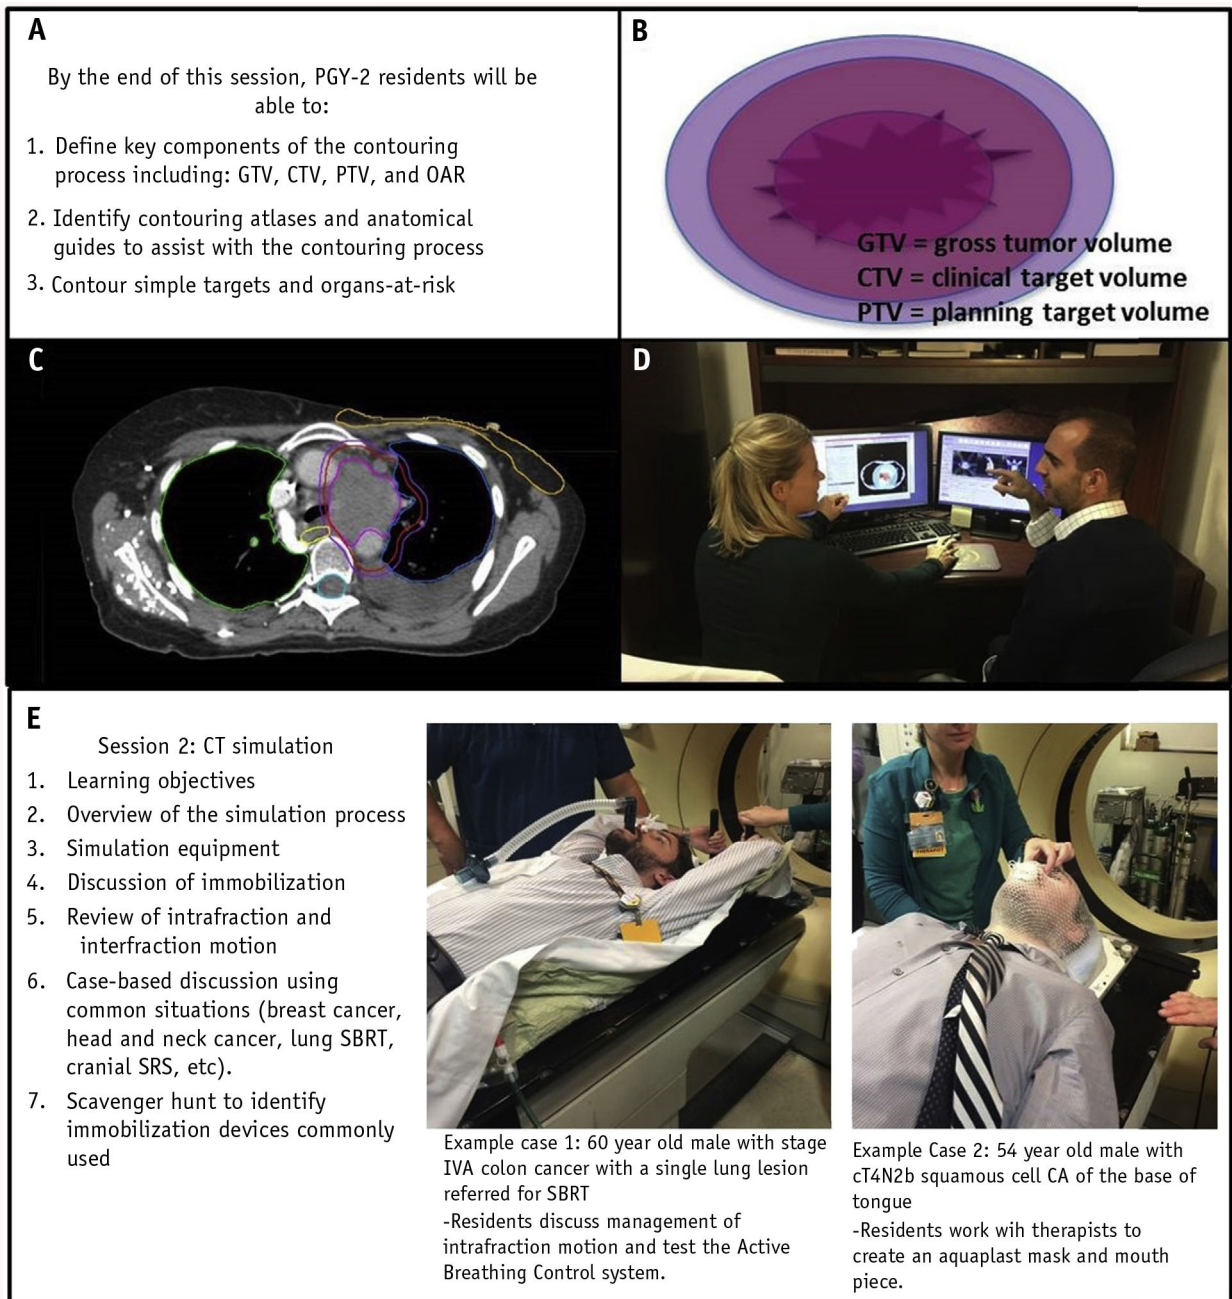 A
By the end of this session, PGY-2 residents will be
able to:
1. Define key components of the contouring
process including: GTV, CTV, PTV, and OAR
2. Identify contouring atlases and anatomical
guides to assist with the contouring process
3. Contour simple targets and organs-at-risk
B
GTV = gross tumor volume
CTV = clinical target volume
PTV = planning target volume
C
D
E
Session 2: CT simulation
1. Learning objectives
2. Overview of the simulation process
3. Simulation equipment
4. Discussion of immobilization
5. Review of intrafraction and
interfraction motion
6. Case-based discussion using
common situations (breast cancer,
head and neck cancer, lung SBRT,
cranial SRS, etc).
7. Scavenger hunt to identify
immobilization devices commonly
used
THERAPIST
Example case 1: 60 year old male with stage
IVA colon cancer with a single lung lesion
referred for SBRT
-Residents discuss management of
intrafraction motion and test the Active
Breathing Control system.
Example Case 2: 54 year old male with
cT4N2b squamous cell CA of the base of
tongue
-Residents work wih therapists to
create an aquaplast mask and mouth
piece.